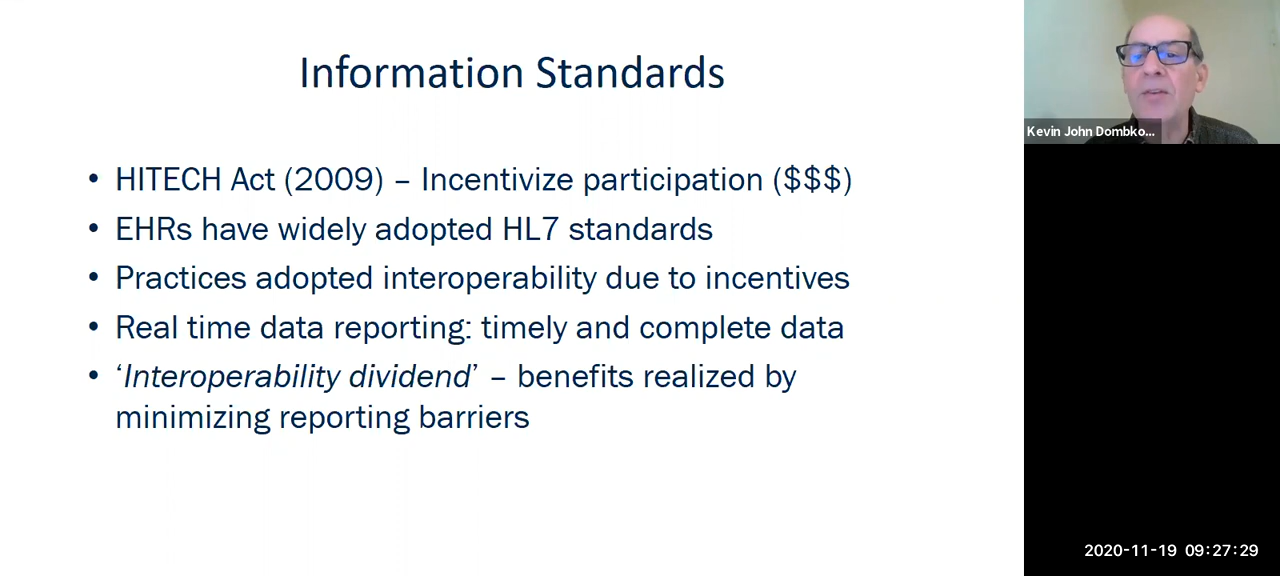 Information Standards
• HITECH Act (2009) – Incentivize participation ($$$)
• EHRs have widely adopted HL7 standards
• Practices adopted interoperability due to incentives
• Real time data reporting: timely and complete data
• ‘Interoperability dividend’ – benefits realized by
minimizing reporting barriers
Kevin John Dombko...
2020-11-19 09:27:29